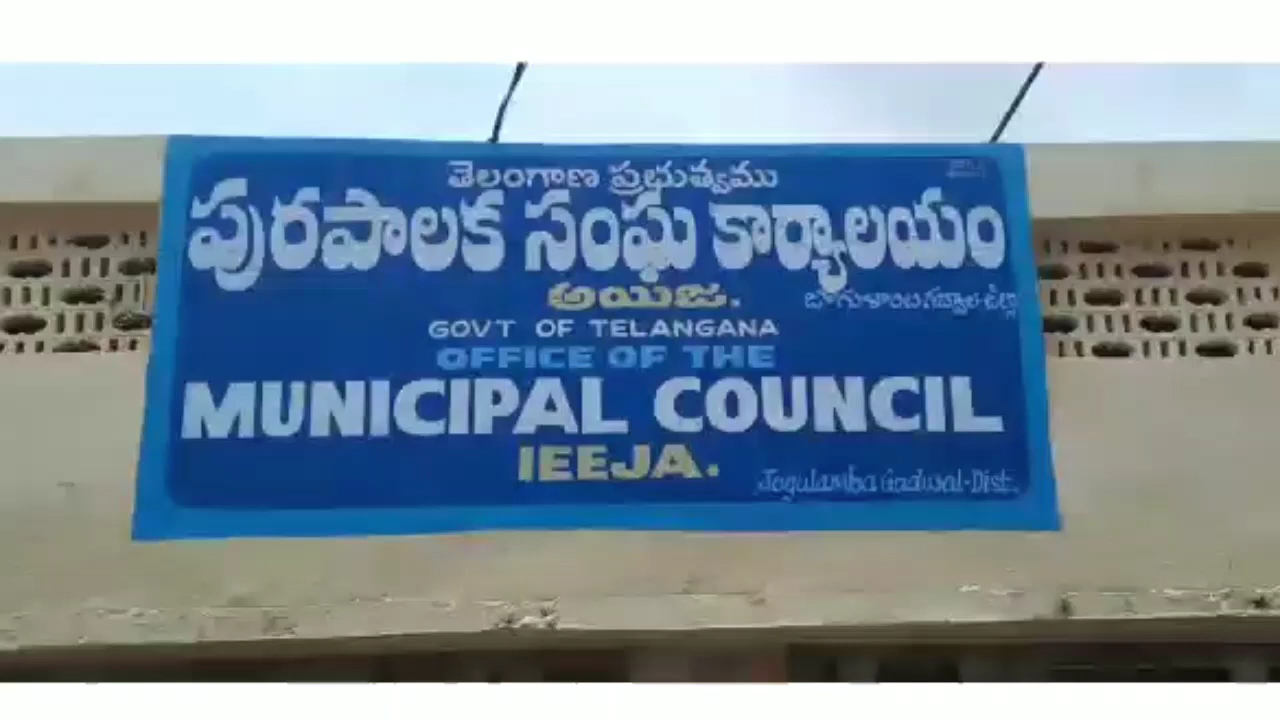 తెలంగాణ ప్రభుత్వము
పురపాలక సంఘ కార్యాలయం
అయిజ.
జోగుళాంబ గద్వాల-జిల్లా
GOVT OF TELANGANA
OFFICE OF THE
MUNICIPAL COUNCIL
IEEJA.
Jogulamba Gadwal-Dist.